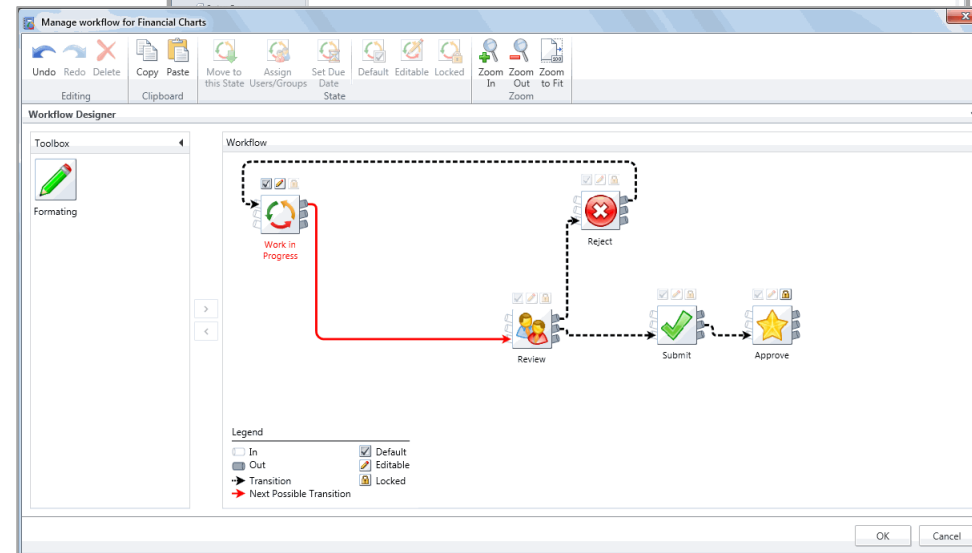 Manage workflow for Financial Charts
Undo Redo Delete
Copy Paste
Move to this State
Assign Users/Groups
Set Due Date
Default Editable Locked
Zoom In
Zoom Out
Zoom to Fit
Editing
Clipboard
State
Zoom
Workflow Designer
Toolbox
Formating
Workflow
Work in
Progress
Reject
Review
Submit
Approve
Legend
In
Out
Transition
Next Possible Transition
Default
Editable
Locked
OK
Cancel